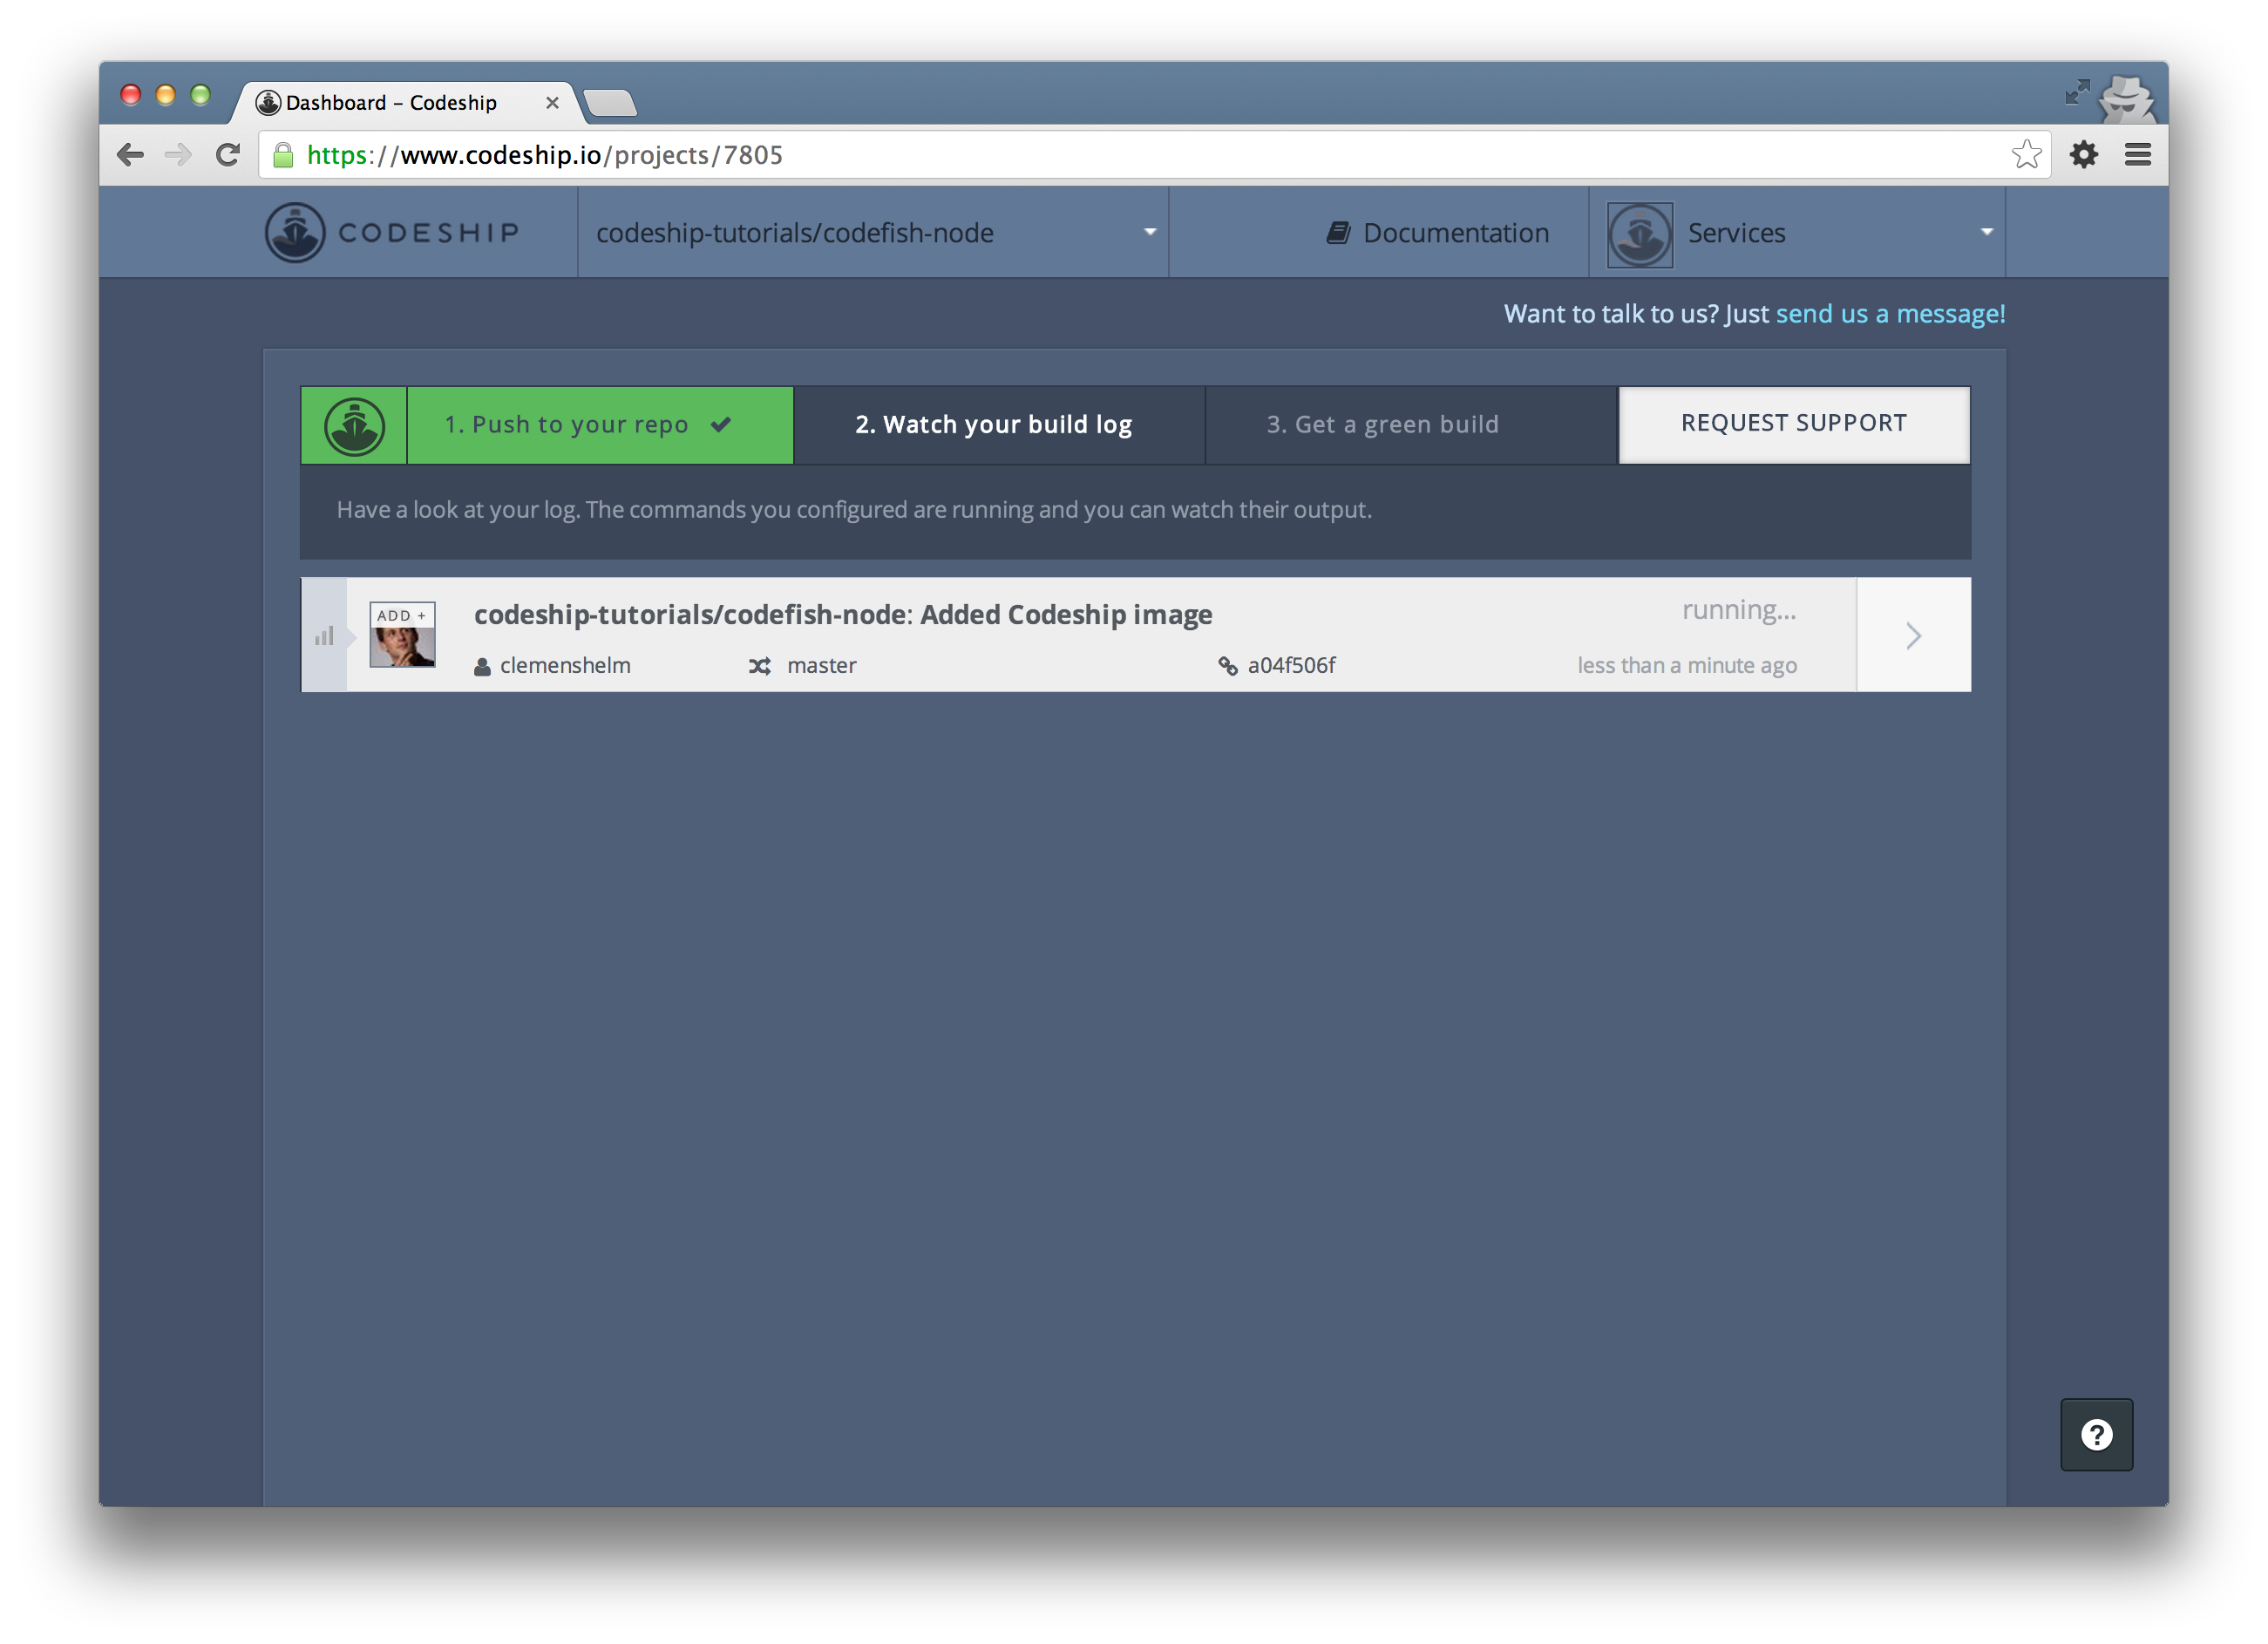 Dashboard – Codeship
https://www.codeship.io/projects/7805
CODESHIP
codeship-tutorials/codefish-node
Documentation
Services
Want to talk to us? Just send us a message!
1. Push to your repo
2. Watch your build log
3. Get a green build
REQUEST SUPPORT
Have a look at your log. The commands you configured are running and you can watch their output.
ADD +
codeship-tutorials/codefish-node: Added Codeship image
running...
clemenshelm
master
a04f506f
less than a minute ago